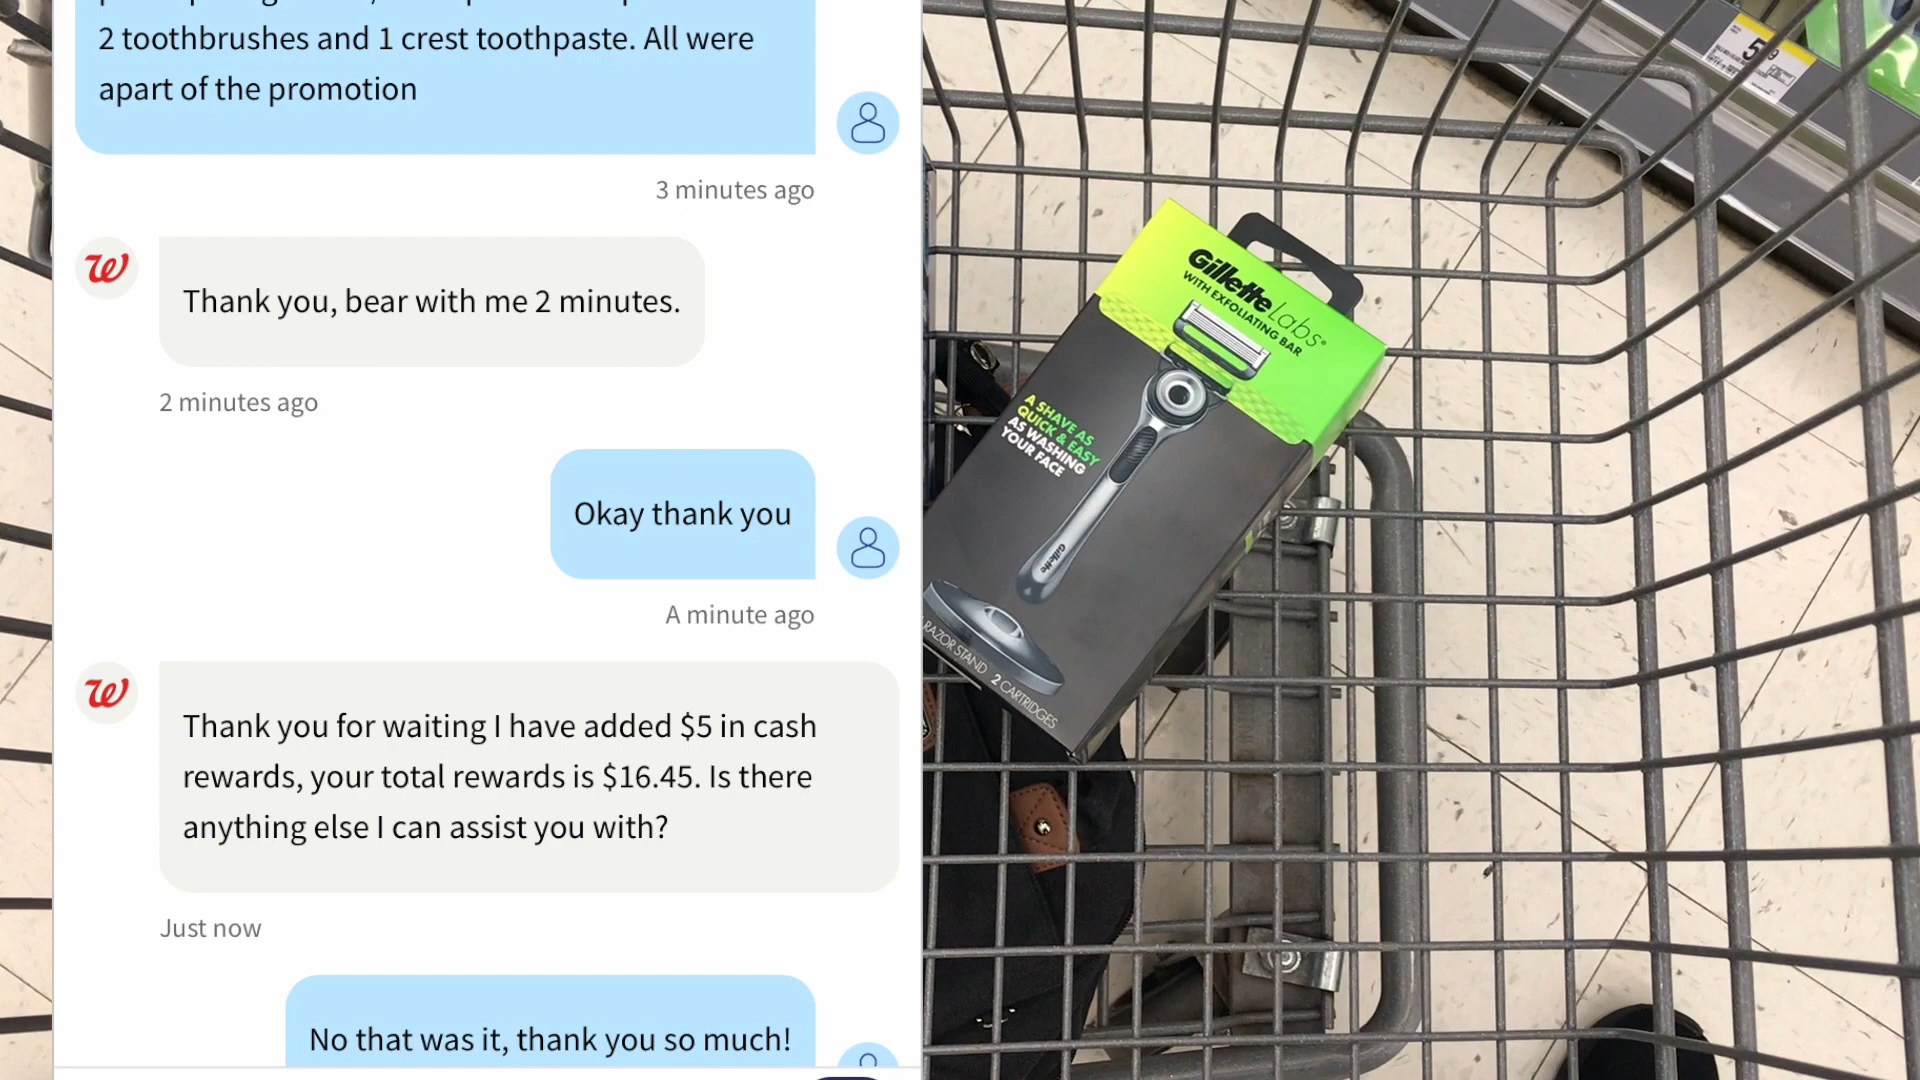 2 toothbrushes and 1 crest toothpaste. All were
apart of the promotion
3 minutes ago
Thank you, bear with me 2 minutes.
2 minutes ago
Okay thank you
A minute ago
Thank you for waiting I have added $5 in cash
rewards, your total rewards is $16.45. Is there
anything else I can assist you with?
Just now
No that was it, thank you so much!
Gillette Labs
WITH EXFOLIATING BAR
A SHAVE AS
QUICK & EASY
AS WASHING
YOUR FACE
Gillette
RAZOR STAND 2 CARTRIDGES